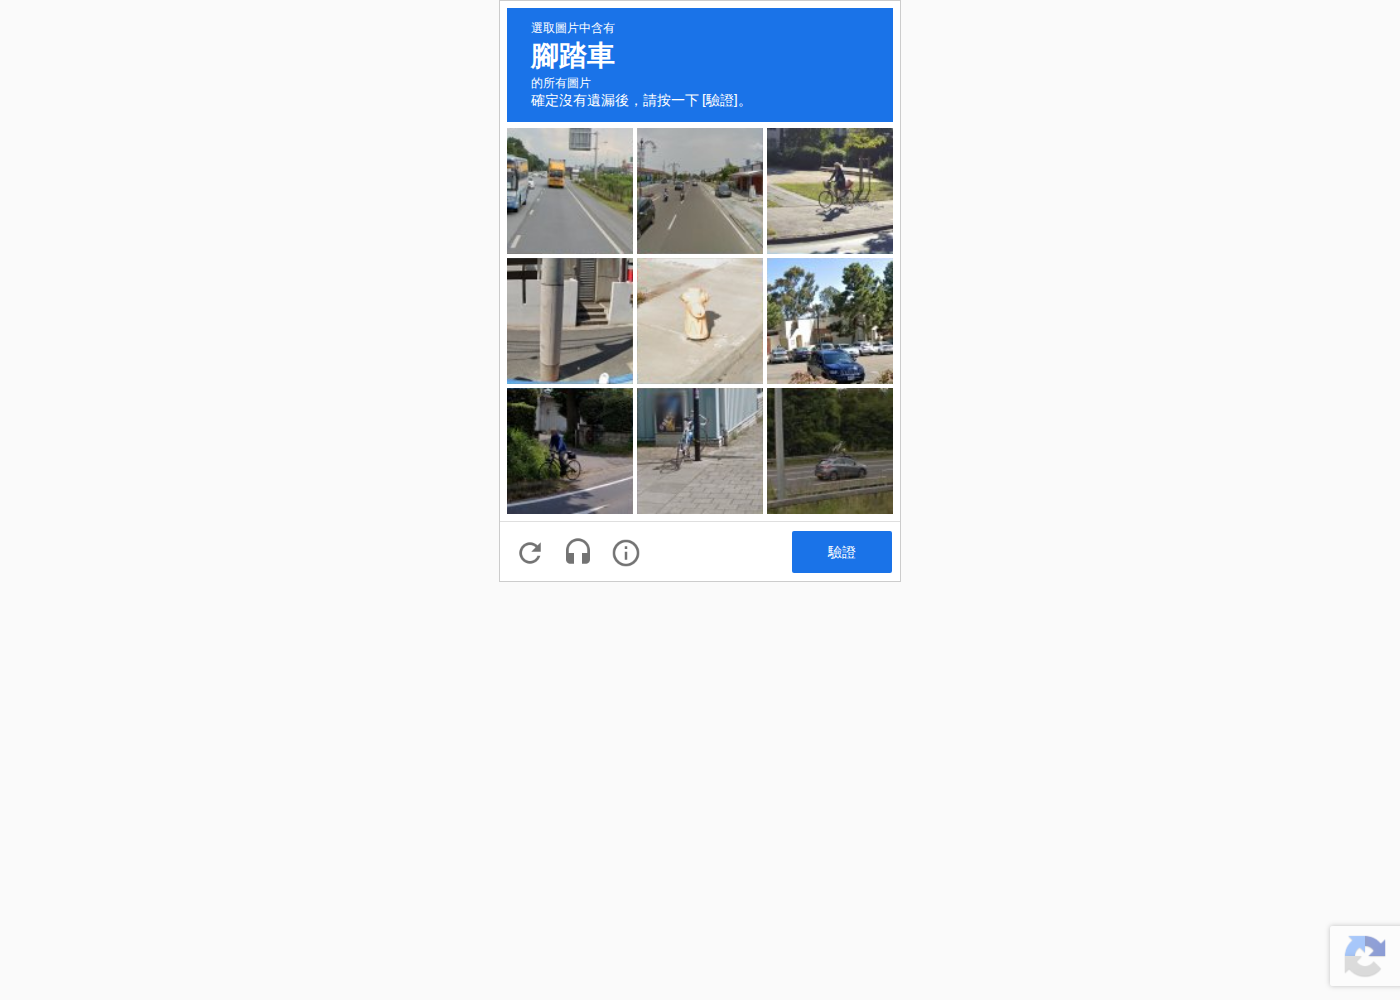 選取圖片中含有
腳踏車
的所有圖片
確定沒有遺漏後，請按一下 [驗證]。
驗證